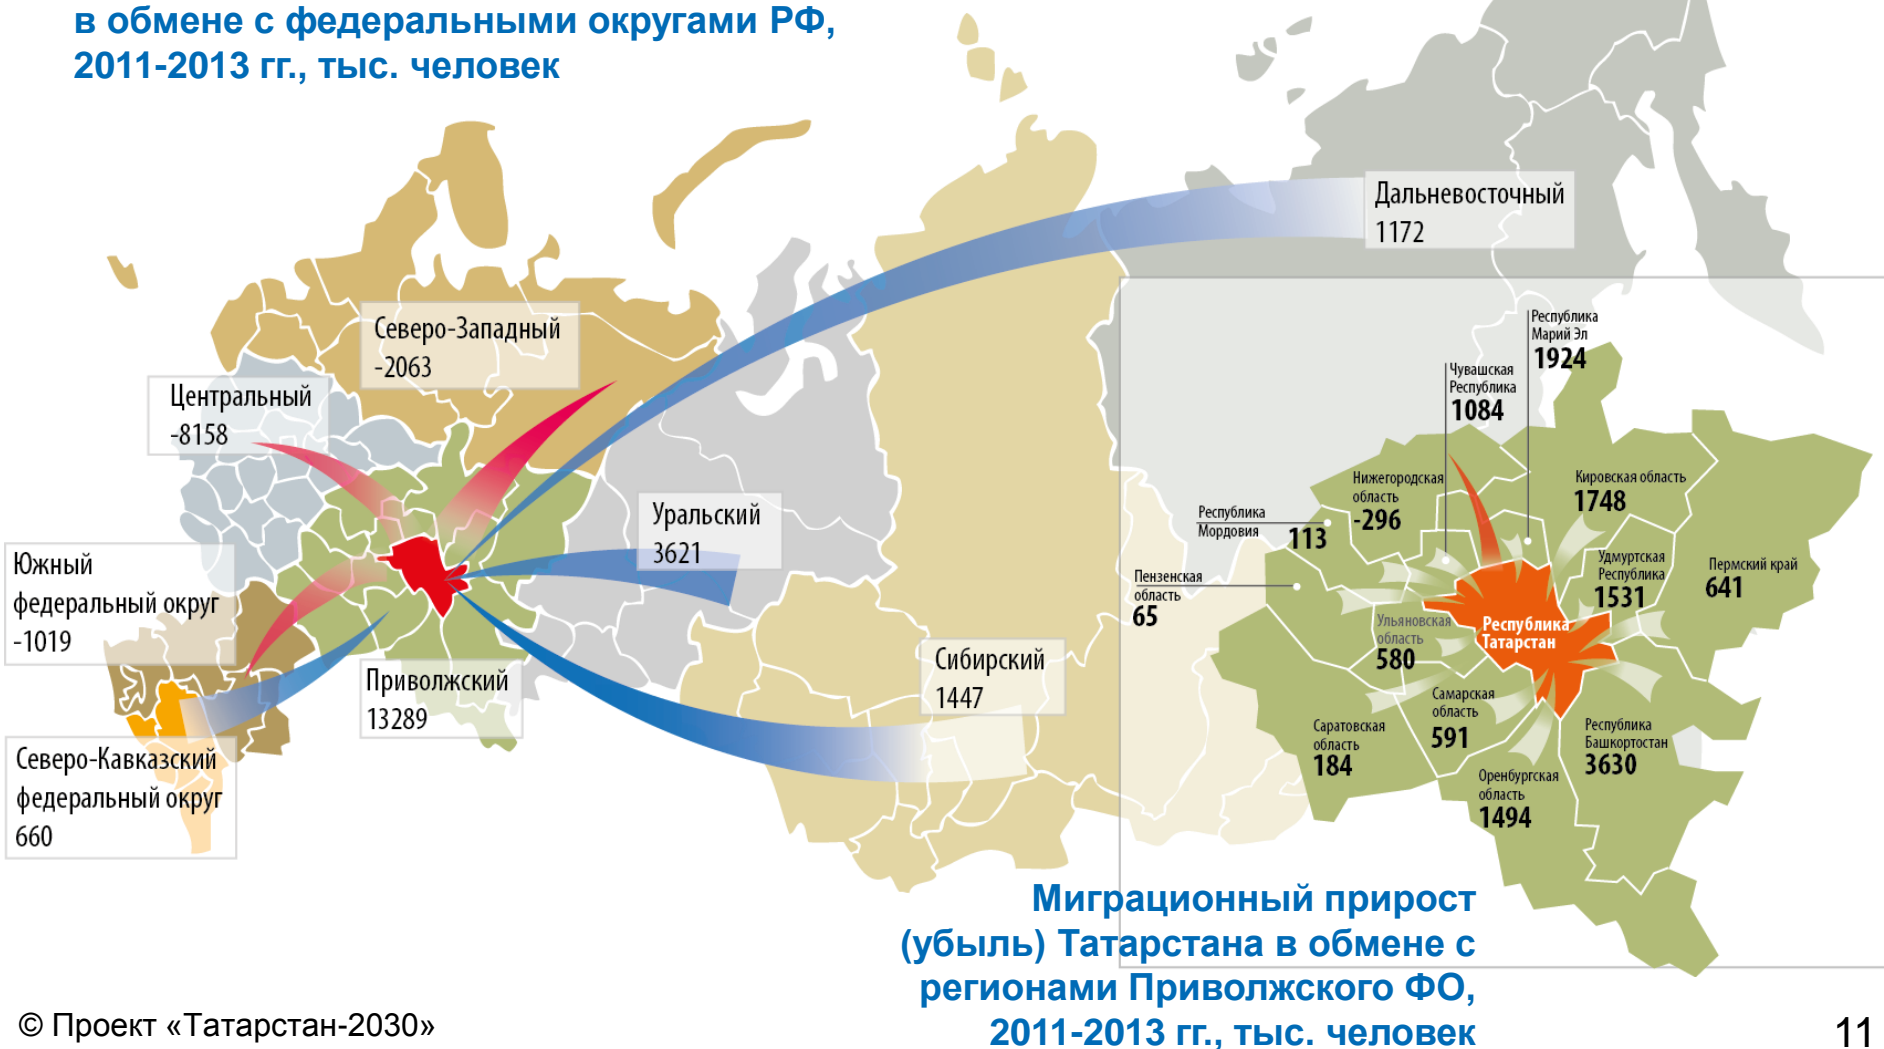 в обмене с федеральными округами РФ,
2011-2013 гг., тыс. человек
Дальневосточный
1172
Северо-Западный
-2063
Центральный
-8158
Уральский
3621
Южный
федеральный округ
-1019
Приволжский
13289
Сибирский
1447
Северо-Кавказский
федеральный округ
660
Республика
Марий Эл
1924
Чувашская
Республика
1084
Нижегородская
область
-296
Кировская область
1748
Республика
Мордовия
113
Удмуртская
Республика
1531
Пермский край
641
Пензенская
область
65
Ульяновская
область
580
Республика
Татарстан
Самарская
область
591
Саратовская
область
184
Республика
Башкортостан
3630
Оренбургская
область
1494
Миграционный прирост
(убыль) Татарстана в обмене с
регионами Приволжского ФО,
2011-2013 гг., тыс. человек
© Проект «Татарстан-2030»
11